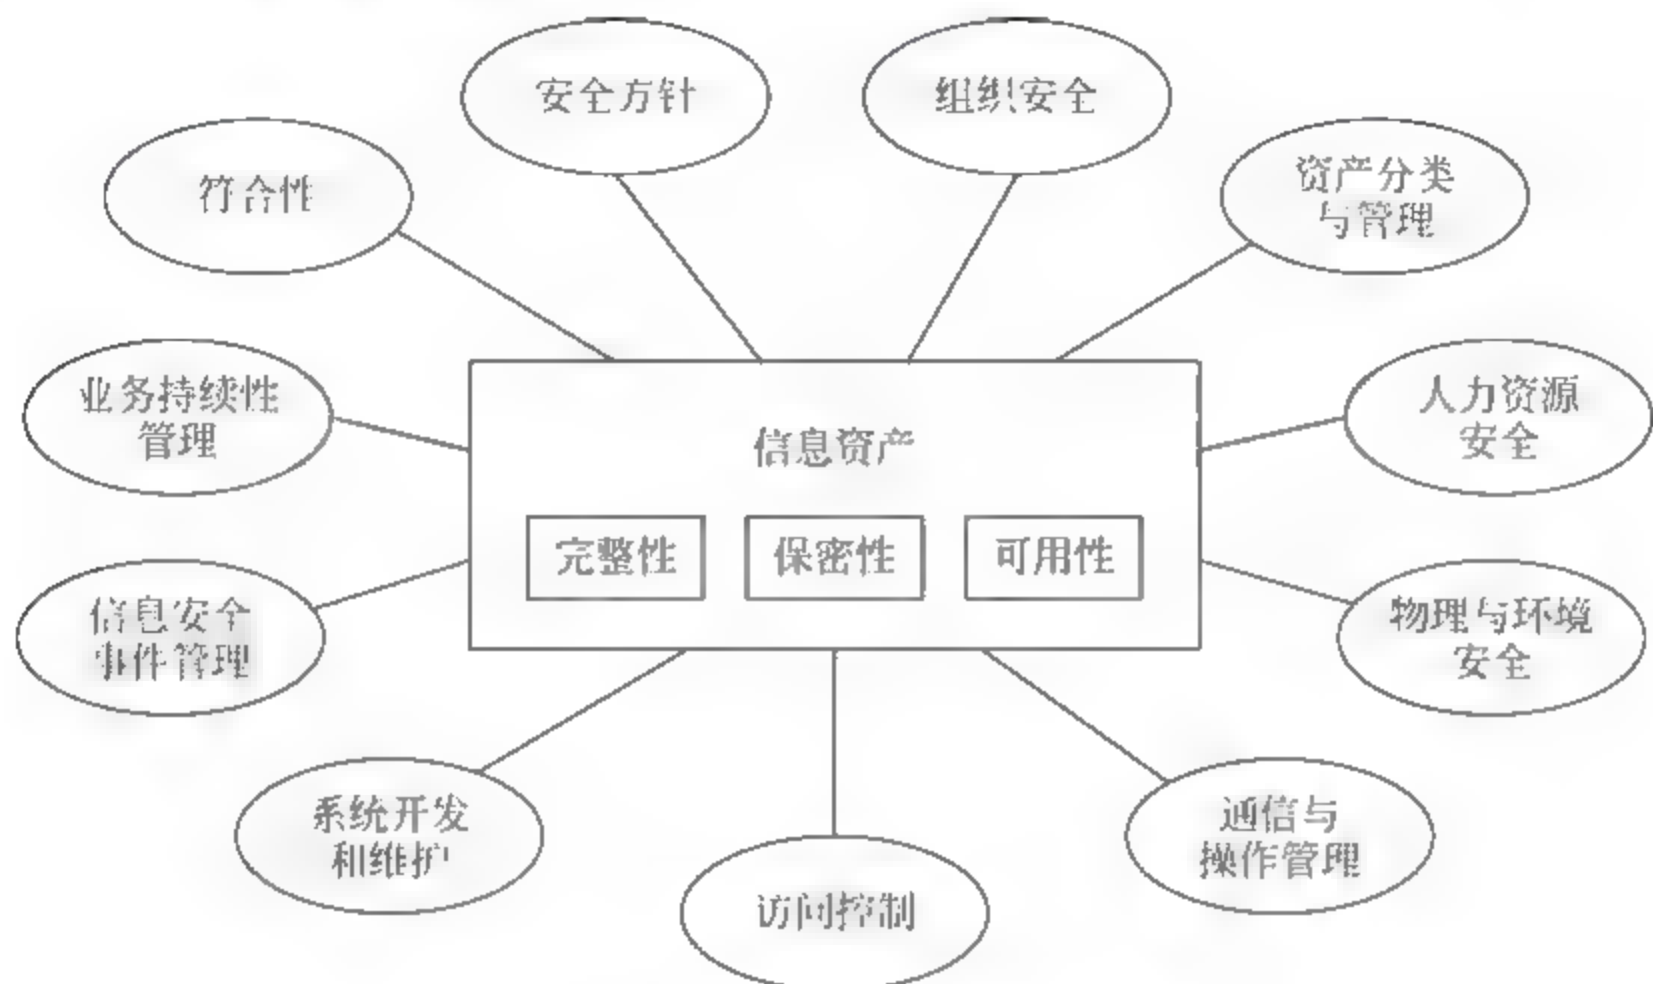 安全方针
组织安全
符合性
资产分类
与管理
业务持续性
管理
人力资源
安全
信息资产
完整性
保密性
可用性
信息安全
事件管理
物理与环境
安全
系统开发
和维护
通信与
操作管理
访问控制